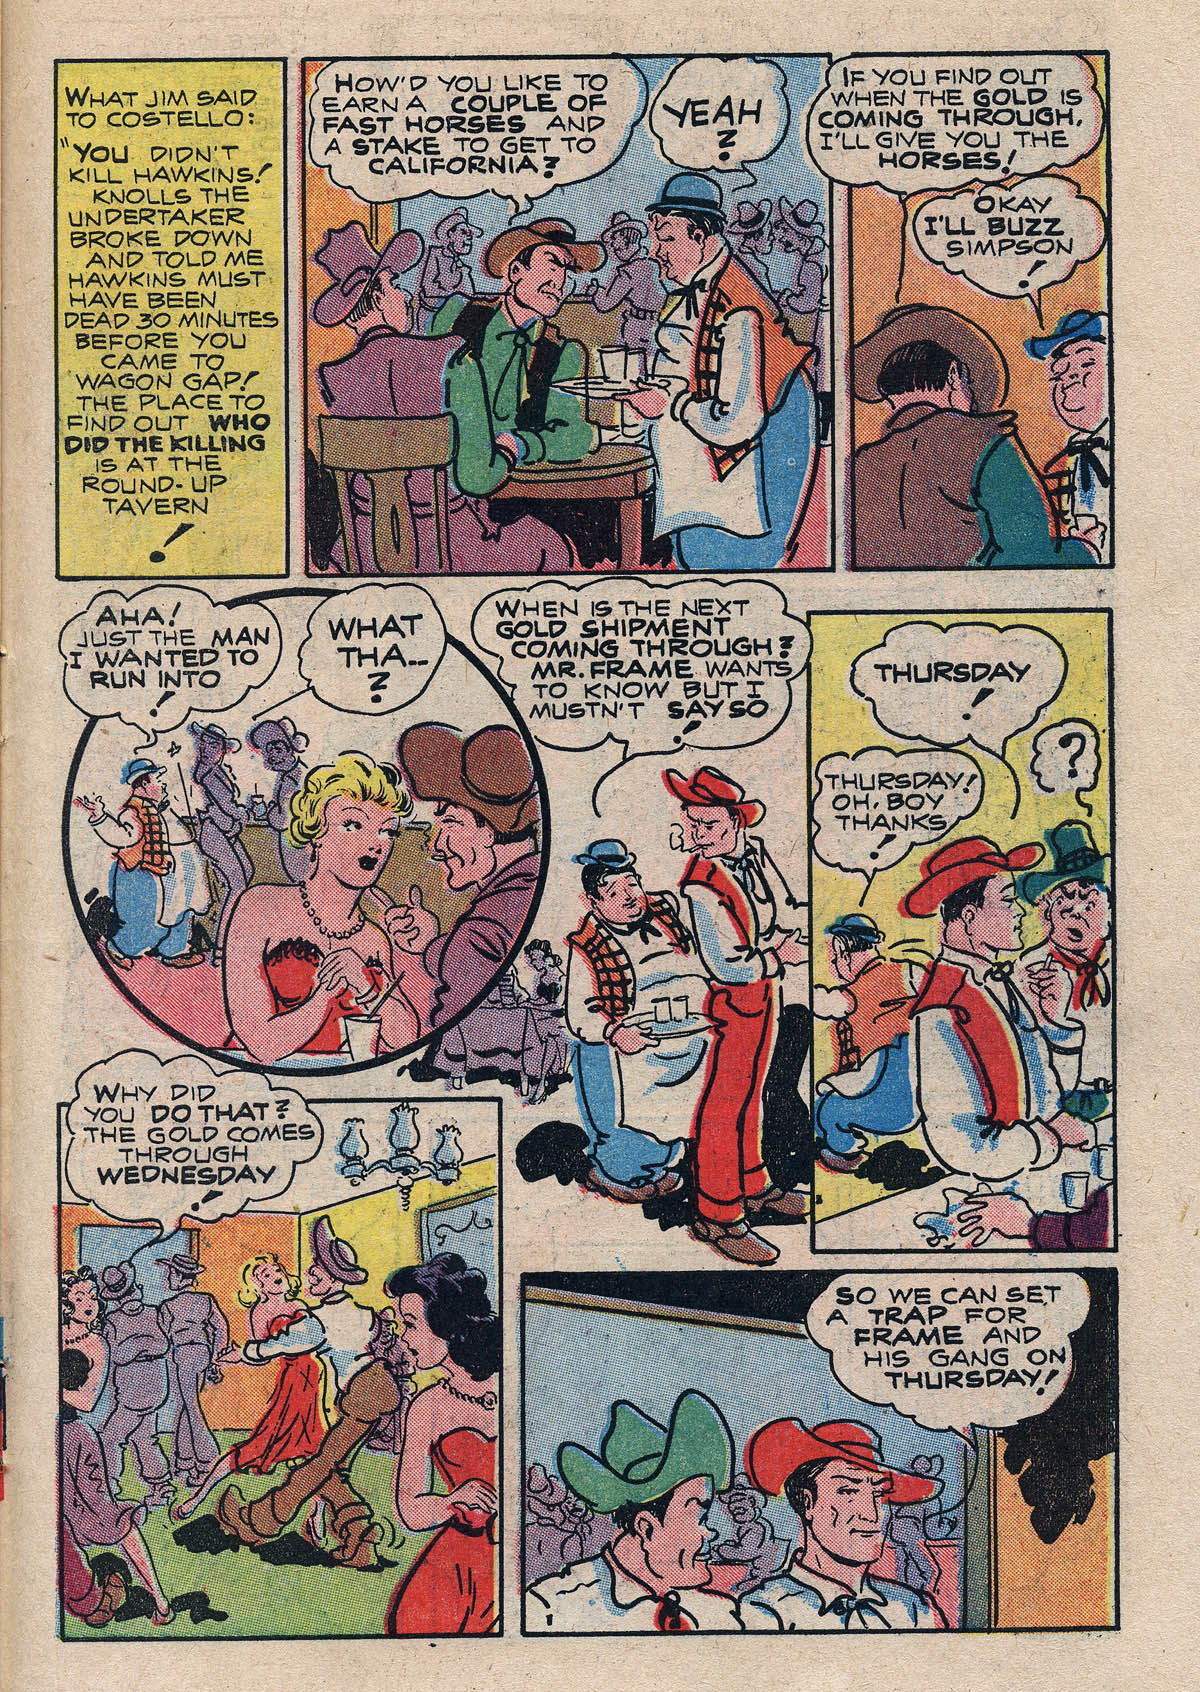 WHAT JIM SAID
TO COSTELLO:
"YOU DIDN'T
KILL HAWKINS!
KNOLLS THE
UNDERTAKER
BROKE DOWN
AND TOLD ME
HAWKINS MUST
HAVE BEEN
DEAD 30 MINUTES
BEFORE YOU
CAME TO
WAGON GAP!
THE PLACE TO
FIND OUT WHO
DID THE KILLING
IS AT THE
ROUND-UP
TAVERN
!
HOW'D YOU LIKE TO
EARN A COUPLE OF
FAST HORSES AND
A STAKE TO GET TO
CALIFORNIA?
YEAH
?
IF YOU FIND OUT
WHEN THE GOLD IS
COMING THROUGH,
I'LL GIVE YOU THE
HORSES!
OKAY
I'LL BUZZ
SIMPSON
!
AHA!
JUST THE MAN
I WANTED TO
RUN INTO
!
WHAT
THA...
?
WHEN IS THE NEXT
GOLD SHIPMENT
COMING THROUGH?
MR. FRAME WANTS
TO KNOW BUT I
MUSTN'T SAY SO
!
THURSDAY
!
?
THURSDAY!
OH, BOY
THANKS
!
WHY DID
YOU DO THAT?
THE GOLD COMES
THROUGH
WEDNESDAY
!
SO WE CAN SET
A TRAP FOR
FRAME AND
HIS GANG ON
THURSDAY!